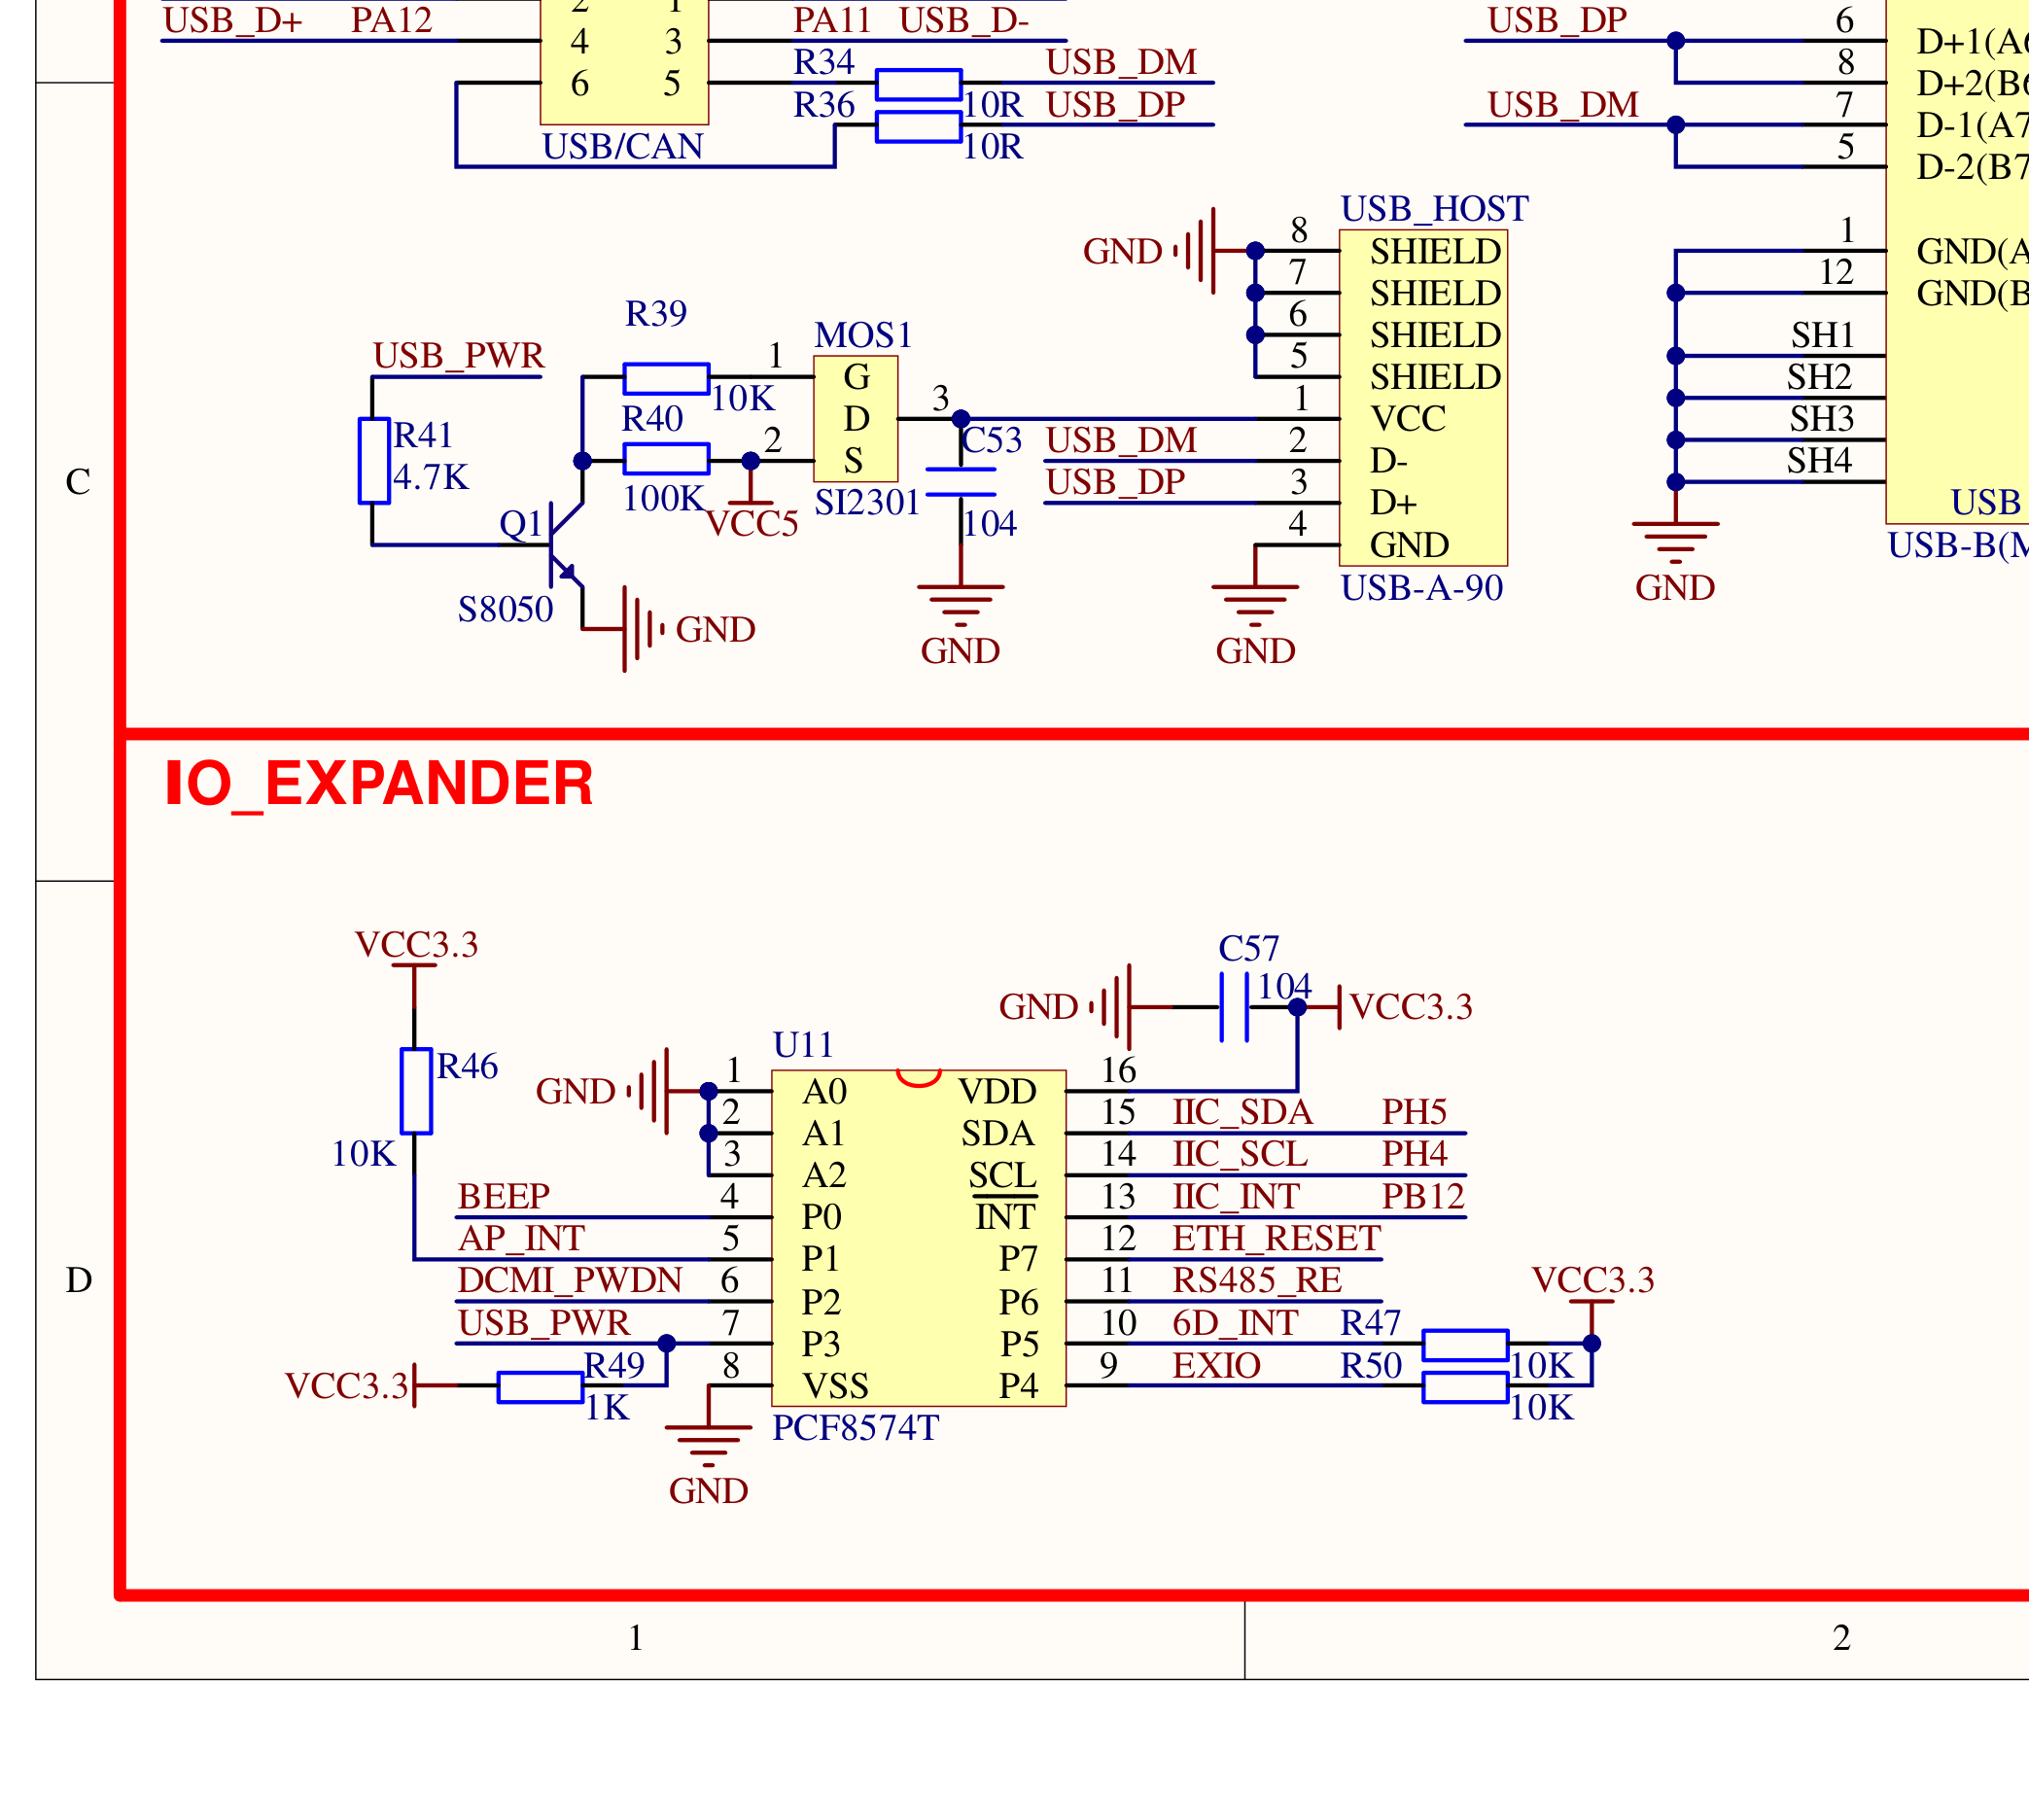 USB_D+ PA12 4 3 PA11 USB_D-
2 1
6 5 R34 10R USB_DM
R36 10R USB_DP
USB/CAN
USB_DP 6
8
USB_DM 7
5
1
12
SH1
SH2
SH3
SH4
USB
GND
USB_HOST
GND 8 SHIELD
7 SHIELD
6 SHIELD
5 SHIELD
1 VCC
USB_DM 2 D-
USB_DP 3 D+
4 GND
USB-A-90
GND
USB_PWR
R41
4.7K
R39
10K
R40
100K
VCC5
Q1
S8050
GND
MOS1
1 G
3 D
2 S
SI2301
C53
104
GND
C
IO_EXPANDER
VCC3.3
R46
10K
U11
GND 1 A0
2 A1
3 A2
BEEP 4 P0
AP_INT 5 P1
DCMI_PWDN 6 P2
USB_PWR 7 P3
8 VSS
VCC3.3 R49
1K
GND
PCF8574T
GND C57
104
VCC3.3
VDD 16
SDA 15 IIC_SDA PH5
SCL 14 IIC_SCL PH4
INT 13 IIC_INT PB12
P7 12 ETH_RESET
P6 11 RS485_RE
P5 10 6D_INT R47 10K
P4 9 EXIO R50 10K
VCC3.3
D
1 2